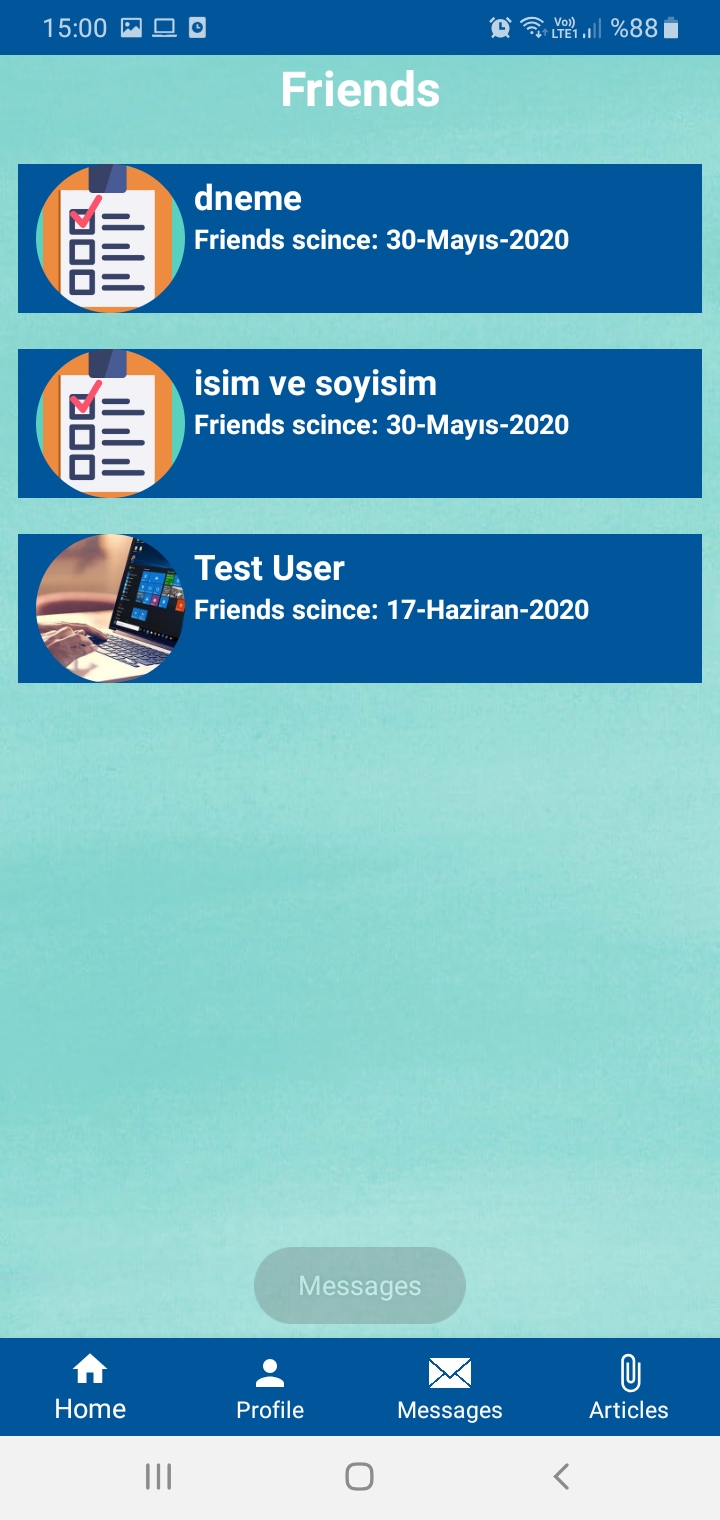 15:00 Vo)) LTE1 %88
Friends
dneme
Friends scince: 30-Mayıs-2020
isim ve soyisim
Friends scince: 30-Mayıs-2020
Test User
Friends scince: 17-Haziran-2020
Messages
Home Profile Messages Articles